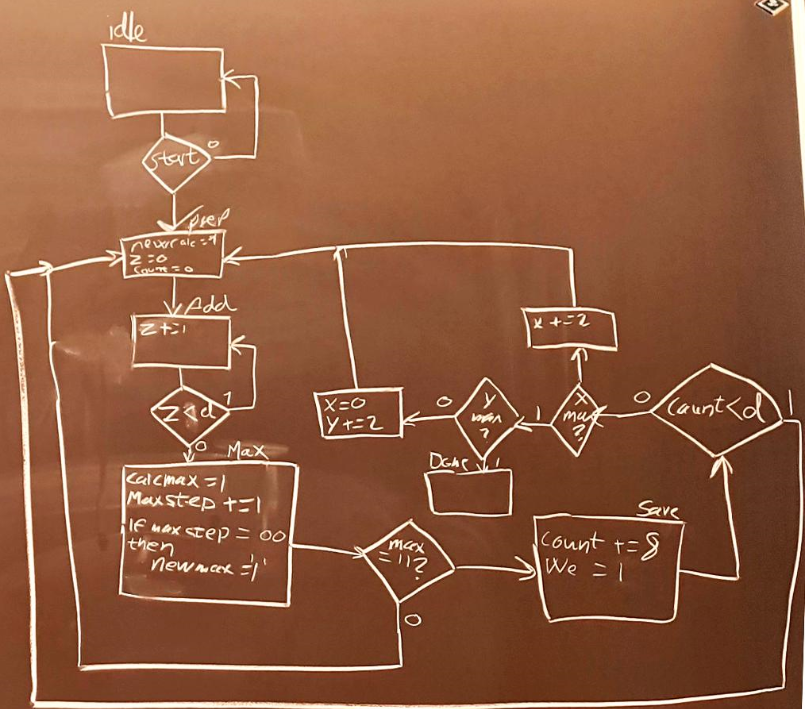 idle
start
0
prep
newcalc=1
z=0
count=0
Add
z+=1
z<d
1
0
Max
calcmax=1
Maxstep +=1
If maxstep = 00
then
newmax='1'
max
=11?
0
Save
count +=8
We = 1
count<d
1
0
x
max
?
1
x+=2
y
max
?
0
1
x=0
y+=2
Done